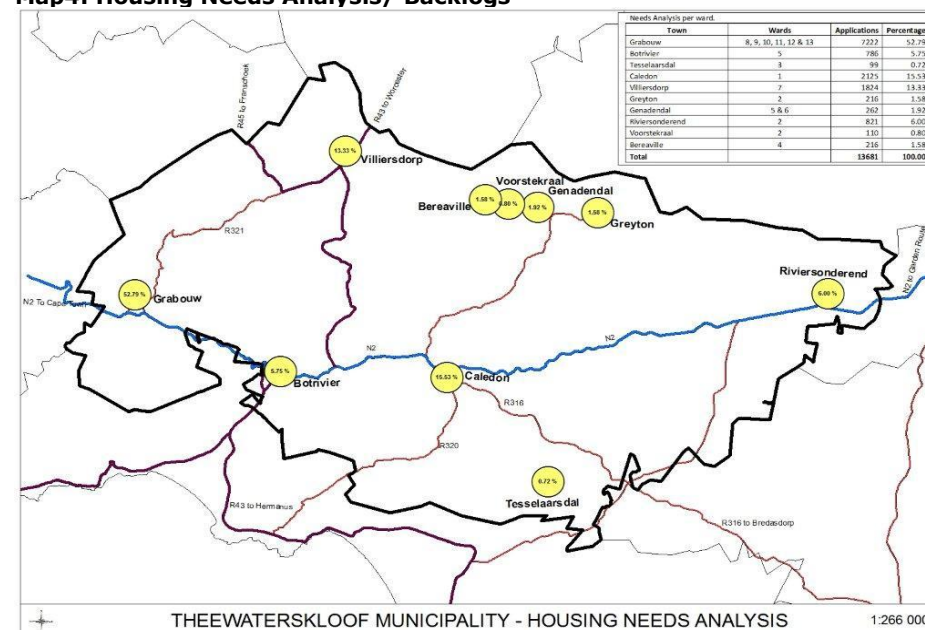 Map4: Housing Needs Analysis/ Backlogs
Needs Analysis per ward.
Town Wards Applications Percentage
Grabouw 8, 9, 10, 11, 12 & 13 7222 52.79
Botrivier 5 786 5.75
Tesselaarsdal 3 99 0.72
Caledon 1 2125 15.53
Villiersdorp 7 1824 13.33
Greyton 2 216 1.58
Genadendal 5 & 6 262 1.92
Riviersonderend 2 821 6.00
Voorstekraal 2 110 0.80
Bereaville 4 216 1.58
Total 13681 100.00
R45 to Franschoek
R43 to Worcester
13.33 %
Villiersdorp
Voorstekraal
Genadendal
Bereaville
1.58 %
0.80 %
1.92 %
1.58 %
Greyton
R321
Riviersonderend
6.00 %
N2 to Garden Route
52.79 %
Grabouw
N2 To Cape Town
N2
N2
5.75 %
Botrivier
15.53 %
Caledon
R316
R320
0.72 %
Tesselaarsdal
R43 to Hermanus
R316 to Bredasdorp
THEEWATERSKLOOF MUNICIPALITY - HOUSING NEEDS ANALYSIS
1:266 000